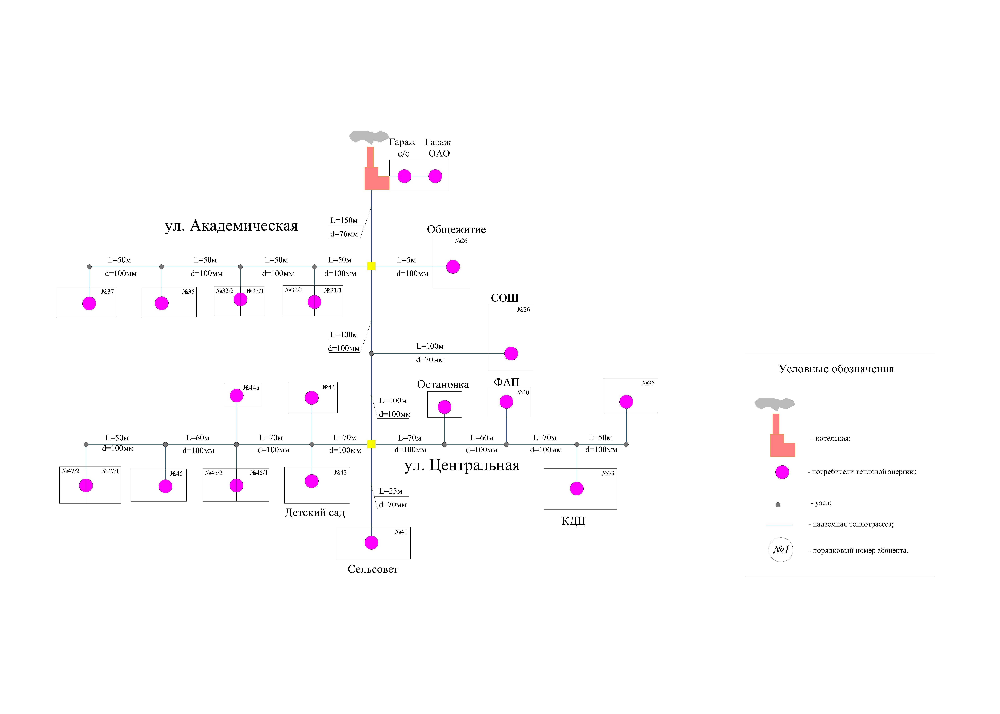 Гараж
с/с
Гараж
ОАО
L=150м
d=76мм
ул. Академическая
Общежитие
№26
L=50м
L=50м
L=50м
L=50м
L=5м
d=100мм
d=100мм
d=100мм
d=100мм
d=100мм
№37
№35
№33/2
№33/1
№32/2
№31/1
СОШ
№26
L=100м
d=100мм
L=100м
d=70мм
Условные обозначения
- котельная;
- потребители тепловой энергии;
- узел;
- надземная теплотрассса;
№1
- порядковый номер абонента.
№44а
№44
Остановка
ФАП
№40
№36
L=100м
d=100мм
L=50м
L=60м
L=70м
L=70м
L=70м
L=60м
L=70м
L=50м
d=100мм
d=100мм
d=100мм
d=100мм
d=100мм
d=100мм
d=100мм
d=100мм
ул. Центральная
№47/2
№47/1
№45
№45/2
№45/1
№43
№33
L=25м
d=70мм
Детский сад
КДЦ
№41
Сельсовет